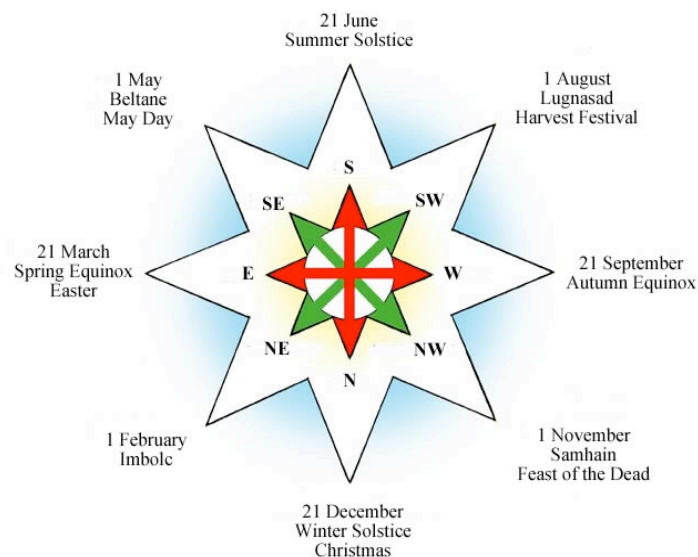 21 June
Summer Solstice
1 May
Beltane
May Day
1 August
Lugnasad
Harvest Festival
S
SE
SW
21 March
Spring Equinox
Easter
E
W
21 September
Autumn Equinox
NE
NW
N
1 February
Imbolc
1 November
Samhain
Feast of the Dead
21 December
Winter Solstice
Christmas